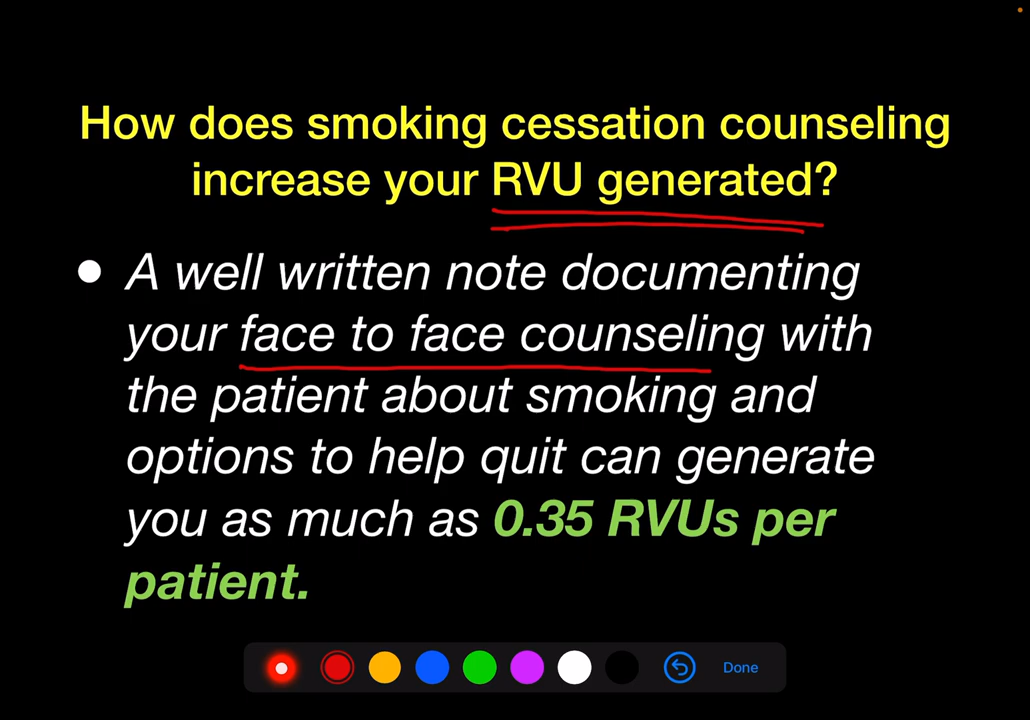 How does smoking cessation counseling
increase your RVU generated?
● A well written note documenting
your face to face counseling with
the patient about smoking and
options to help quit can generate
you as much as 0.35 RVUs per
patient.
Done